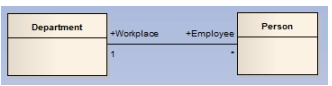 Department
Person
+Workplace
+Employee
1
*